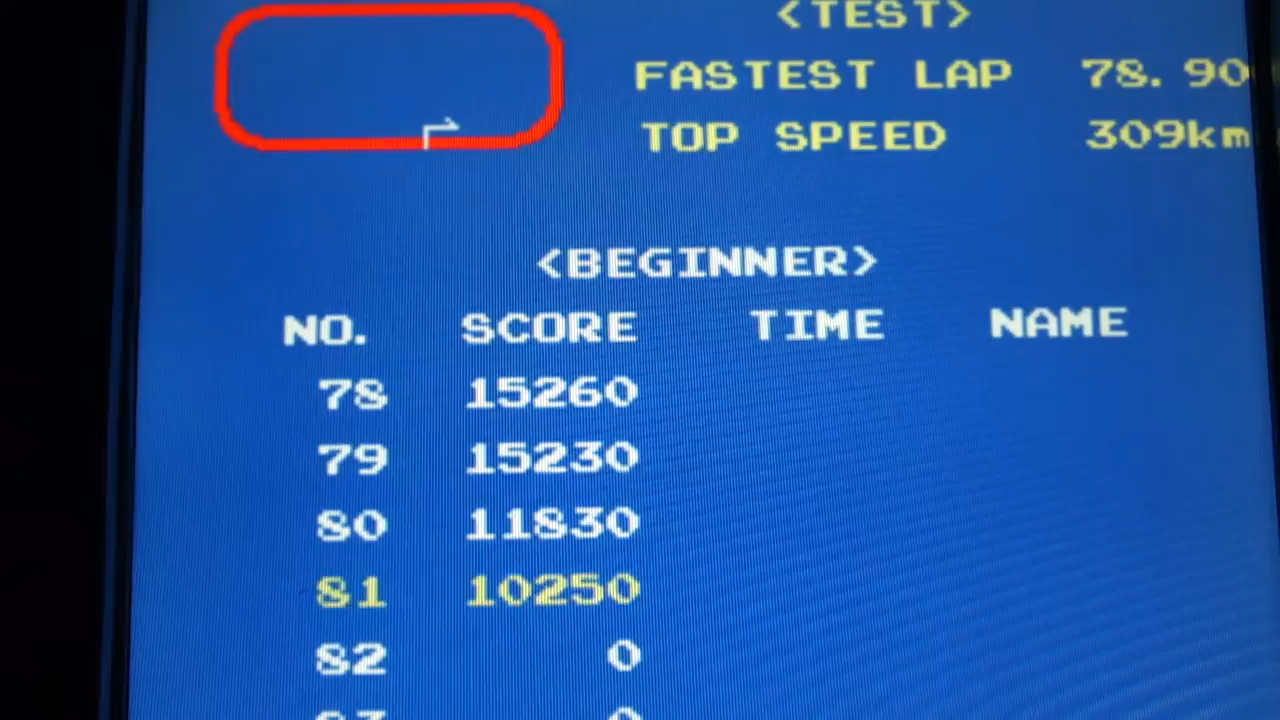 <TEST>
FASTEST LAP 78.90
TOP SPEED 309km
<BEGINNER>
NO. SCORE TIME NAME
78 15260
79 15230
80 11830
81 10250
82 0